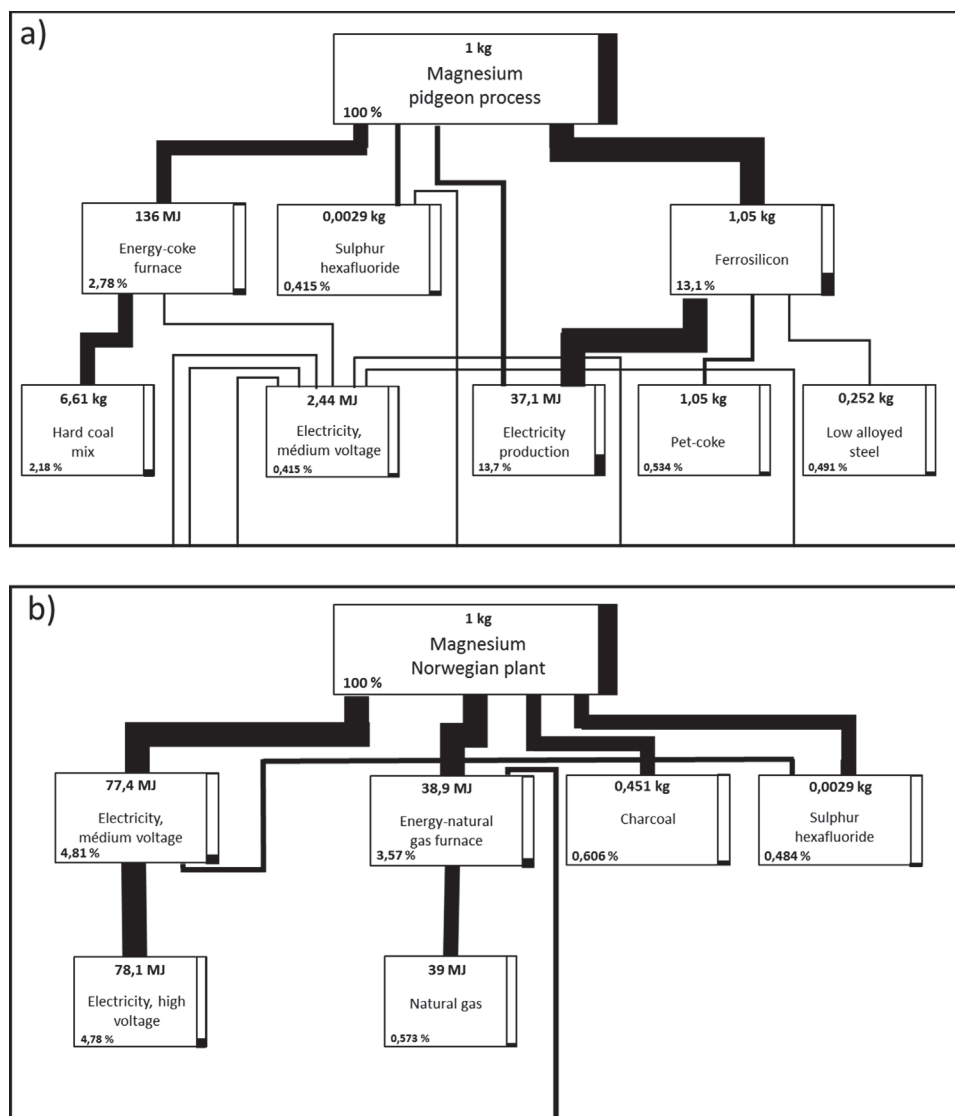 a)
1 kg
Magnesium
pidgeon process
100 %
136 MJ
Energy-coke
furnace
2,78 %
0,0029 kg
Sulphur
hexafluoride
0,415 %
1,05 kg
Ferrosilicon
13,1 %
6,61 kg
Hard coal
mix
2,18 %
2,44 MJ
Electricity,
médium voltage
0,415 %
37,1 MJ
Electricity
production
13,7 %
1,05 kg
Pet-coke
0,534 %
0,252 kg
Low alloyed
steel
0,491 %
b)
1 kg
Magnesium
Norwegian plant
100 %
77,4 MJ
Electricity,
médium voltage
4,81 %
38,9 MJ
Energy-natural
gas furnace
3,57 %
0,451 kg
Charcoal
0,606 %
0,0029 kg
Sulphur
hexafluoride
0,484 %
78,1 MJ
Electricity, high
voltage
4,78 %
39 MJ
Natural gas
0,573 %